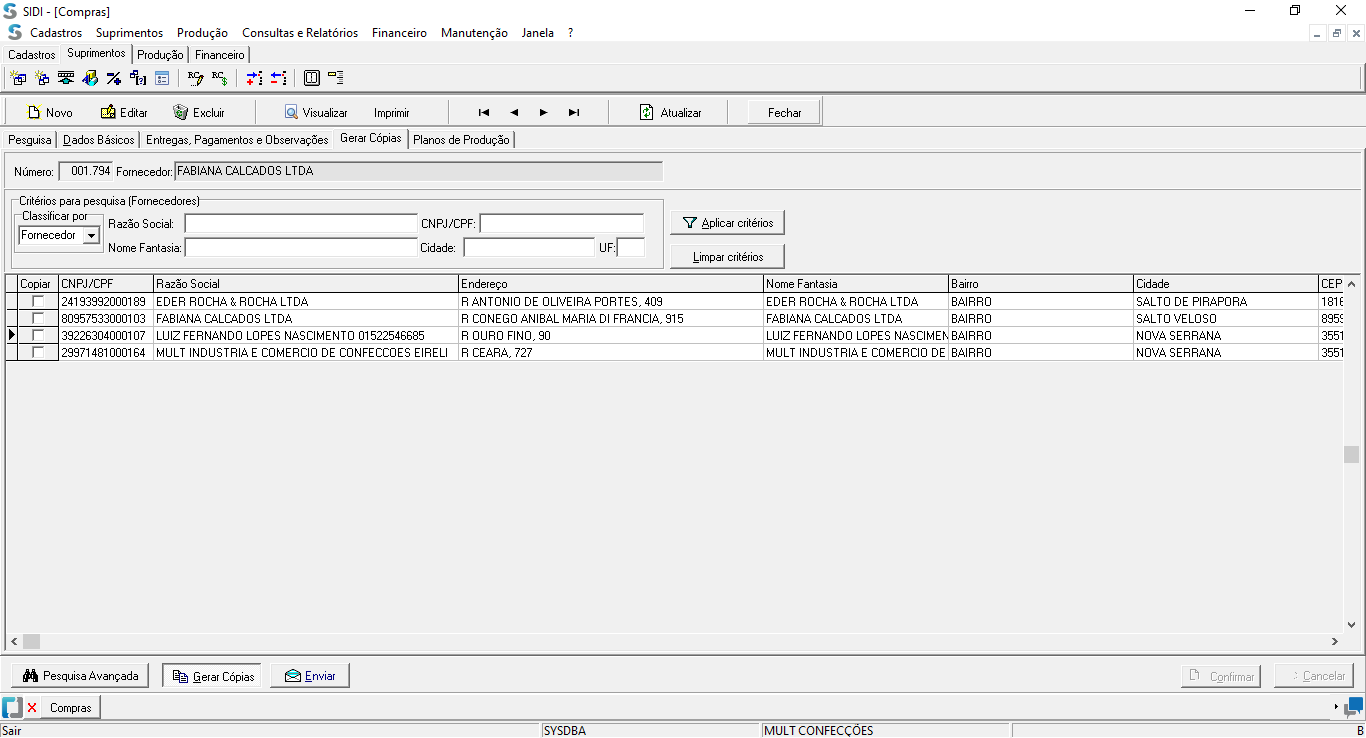 SIDI - [Compras]
Cadastros Suprimentos Produção Consultas e Relatórios Financeiro Manutenção Janela ?
Cadastros Suprimentos Produção Financeiro
Novo Editar Excluir Visualizar Imprimir Atualizar Fechar
Pesquisa Dados Básicos Entregas, Pagamentos e Observações Gerar Cópias Planos de Produção
Número: 001.794 Fornecedor: FABIANA CALCADOS LTDA
Critérios para pesquisa (Fornecedores)
Classificar por
Razão Social: CNPJ/CPF: Aplicar critérios
Fornecedor
Nome Fantasia: Cidade: UF:
Limpar critérios
Copiar CNPJ/CPF Razão Social Endereço Nome Fantasia Bairro Cidade CEP
24193992000189 EDER ROCHA & ROCHA LTDA R ANTONIO DE OLIVEIRA PORTES, 409 EDER ROCHA & ROCHA LTDA BAIRRO SALTO DE PIRAPORA 1816
80957533000103 FABIANA CALCADOS LTDA R CONEGO ANIBAL MARIA DI FRANCIA, 915 FABIANA CALCADOS LTDA BAIRRO SALTO VELOSO 8959
39226304000107 LUIZ FERNANDO LOPES NASCIMENTO 01522546685 R OURO FINO, 90 LUIZ FERNANDO LOPES NASCIMEN BAIRRO NOVA SERRANA 3551
29971481000164 MULT INDUSTRIA E COMERCIO DE CONFECCOES EIRELI R CEARA, 727 MULT INDUSTRIA E COMERCIO DE BAIRRO NOVA SERRANA 3551
Pesquisa Avançada Gerar Cópias Enviar Confirmar Cancelar
Compras
Sair SYSDBA MULT CONFECÇÕES B